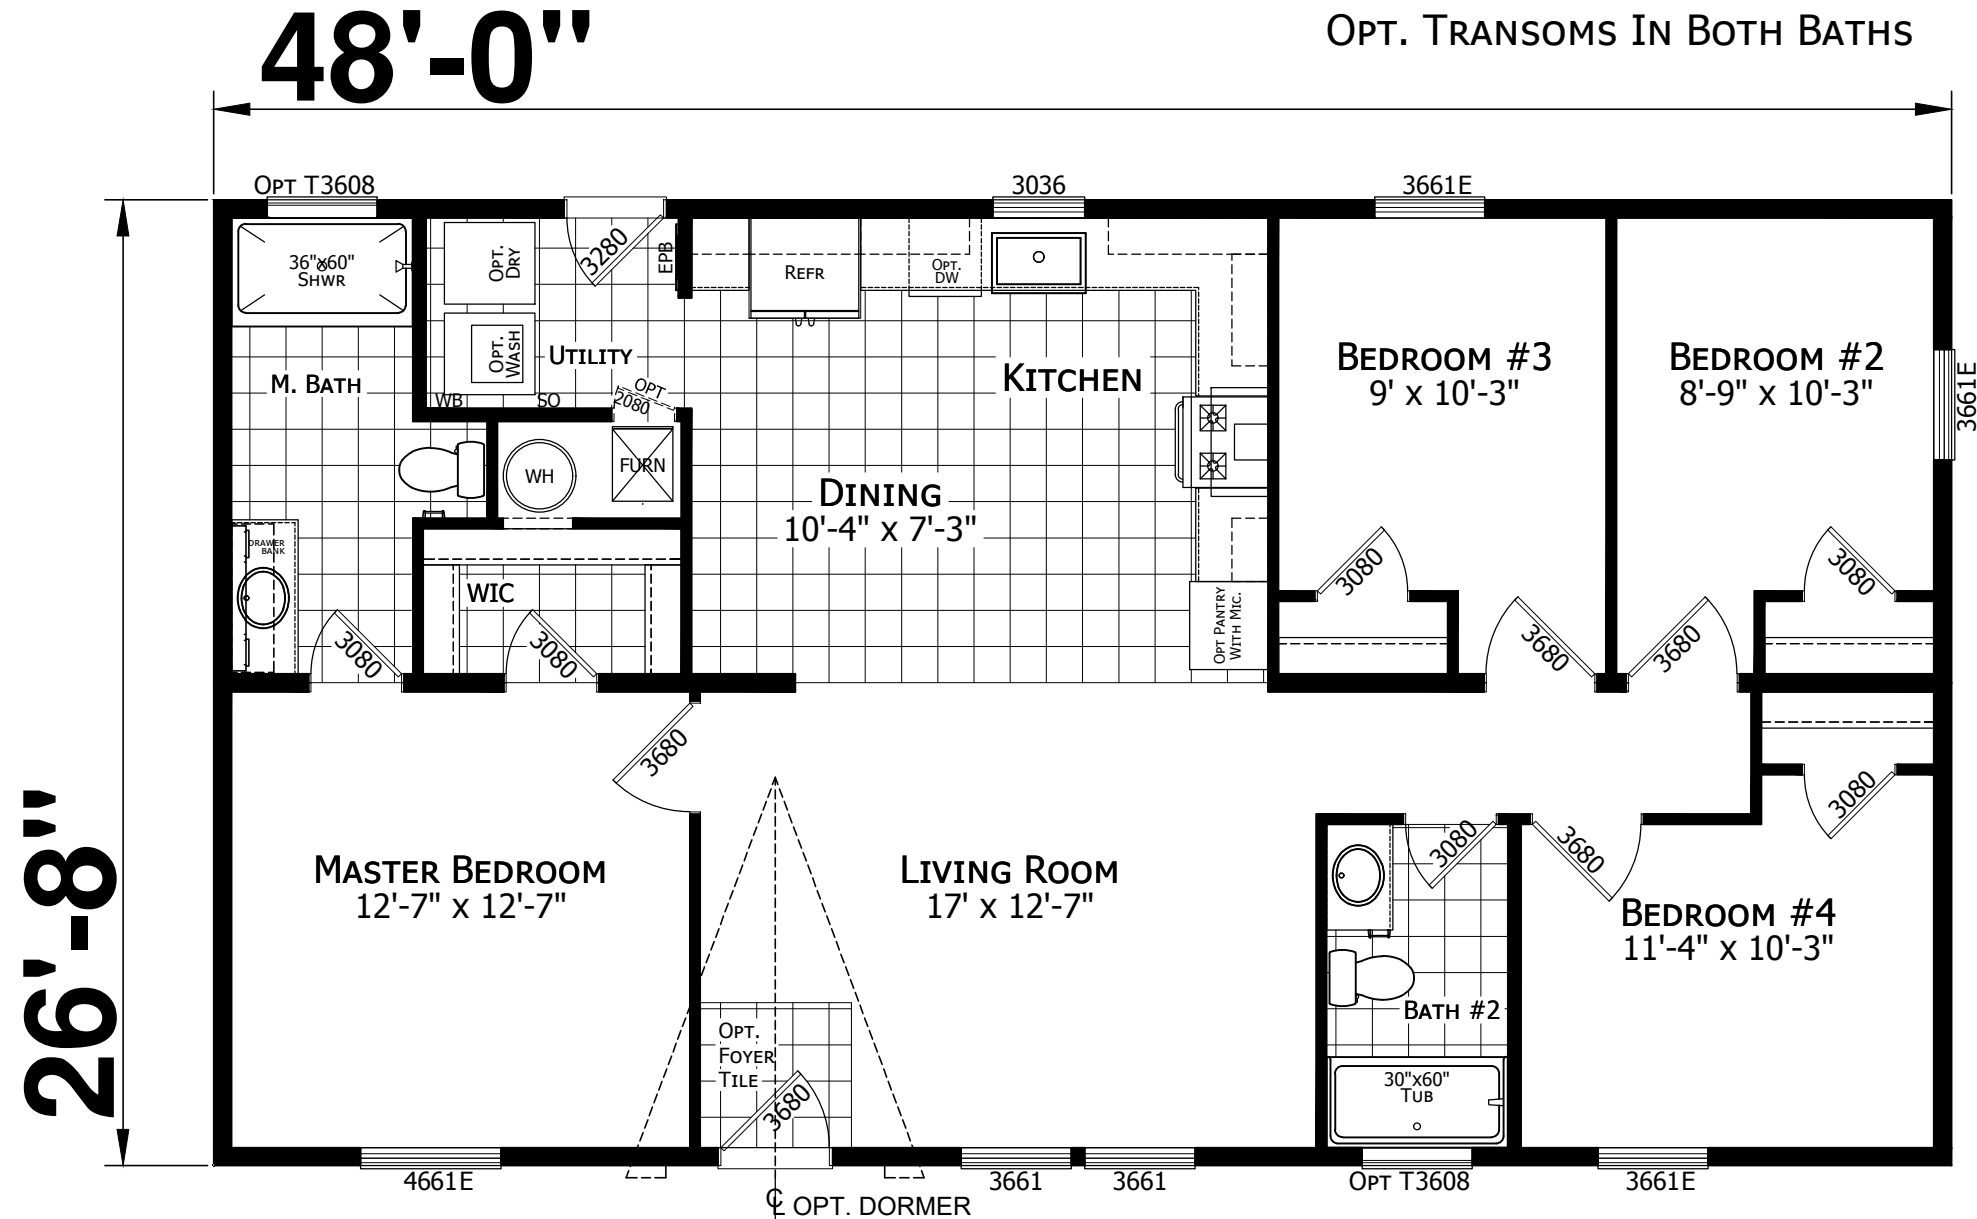 48'-0"
OPT. TRANSOMS IN BOTH BATHS
OPT T3608
3036
3661E
36"x60"
SHWR
OPT.
DRY
3280
EPB
REFR
OPT.
DW
OPT.
WASH
UTILITY
M. BATH
WB
SO
OPT
2080
KITCHEN
BEDROOM #3
9' X 10'-3"
BEDROOM #2
8'-9" X 10'-3"
3661E
WH
FURN
DINING
10'-4" X 7'-3"
DRAWER
BANK
WIC
3080
3080
OPT PANTRY
WITH MIC.
3080
3680
3680
3080
3680
3080
26'-8"
MASTER BEDROOM
12'-7" X 12'-7"
LIVING ROOM
17' X 12'-7"
3080
3680
BEDROOM #4
11'-4" X 10'-3"
BATH #2
OPT.
FOYER
TILE
3680
30"x60"
TUB
4661E
3661
3661
OPT T3608
3661E
℄ OPT. DORMER